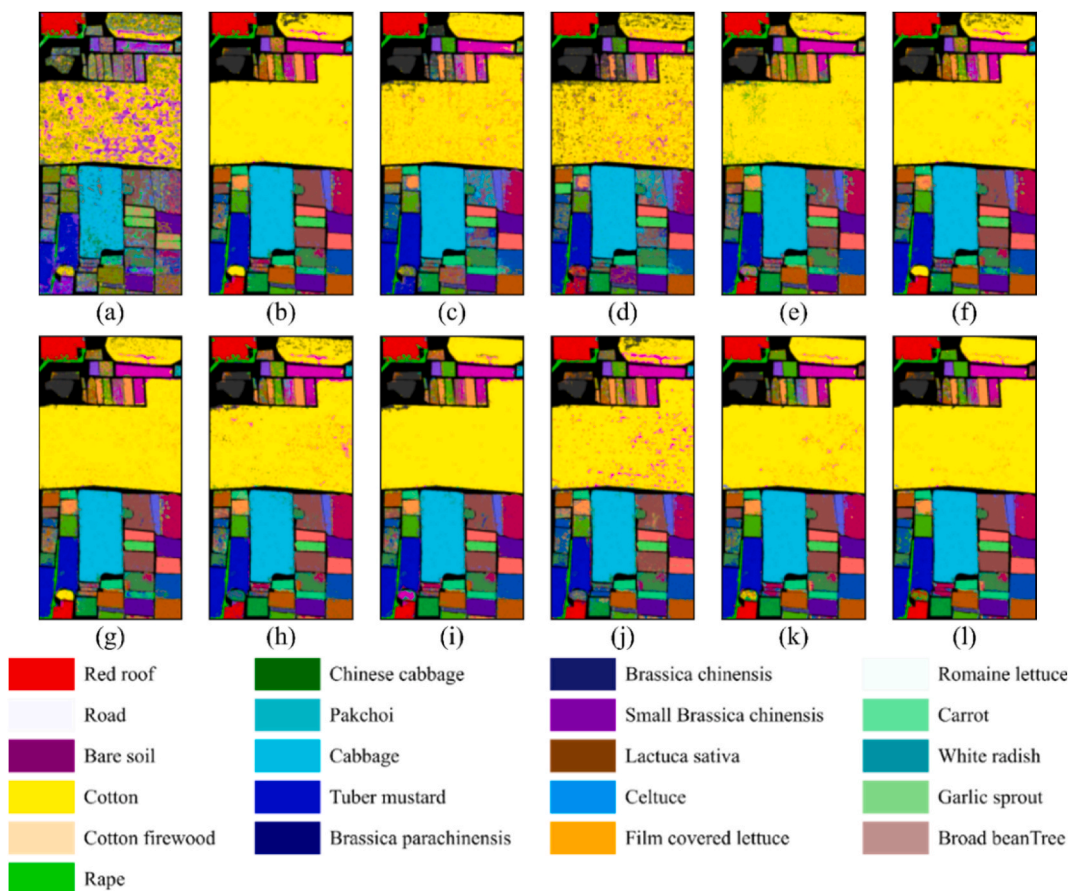 (a) (b) (c) (d) (e) (f)
(g) (h) (i) (j) (k) (l)
Red roof Chinese cabbage Brassica chinensis Romaine lettuce
Road Pakchoi Small Brassica chinensis Carrot
Bare soil Cabbage Lactuca sativa White radish
Cotton Tuber mustard Celtuce Garlic sprout
Cotton firewood Brassica parachinensis Film covered lettuce Broad beanTree
Rape